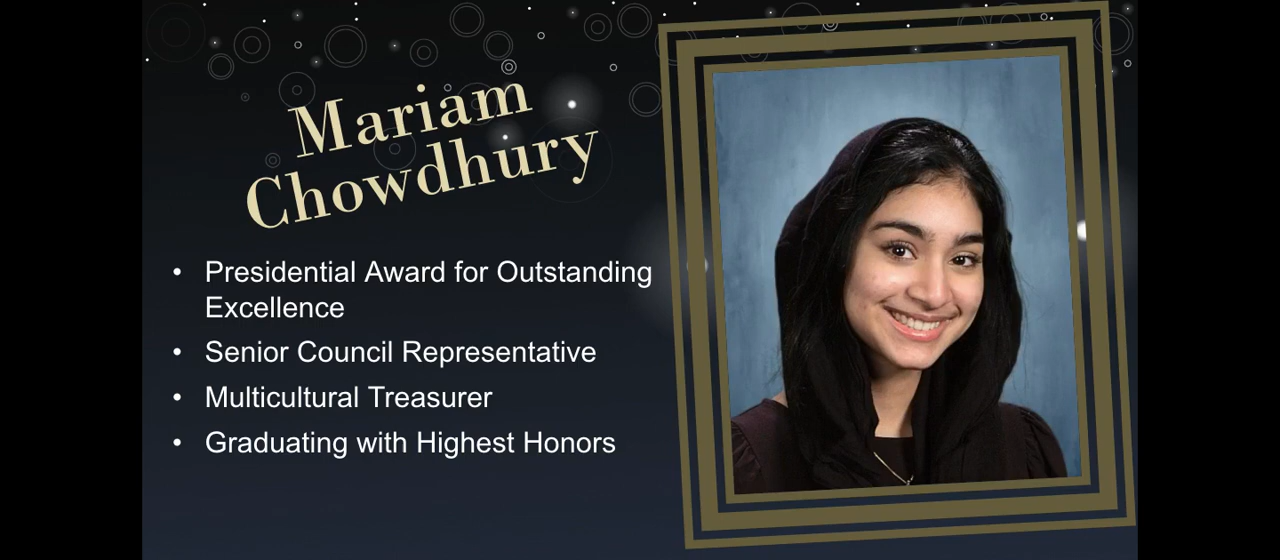 Mariam
Chowdhury
• Presidential Award for Outstanding
Excellence
• Senior Council Representative
• Multicultural Treasurer
• Graduating with Highest Honors